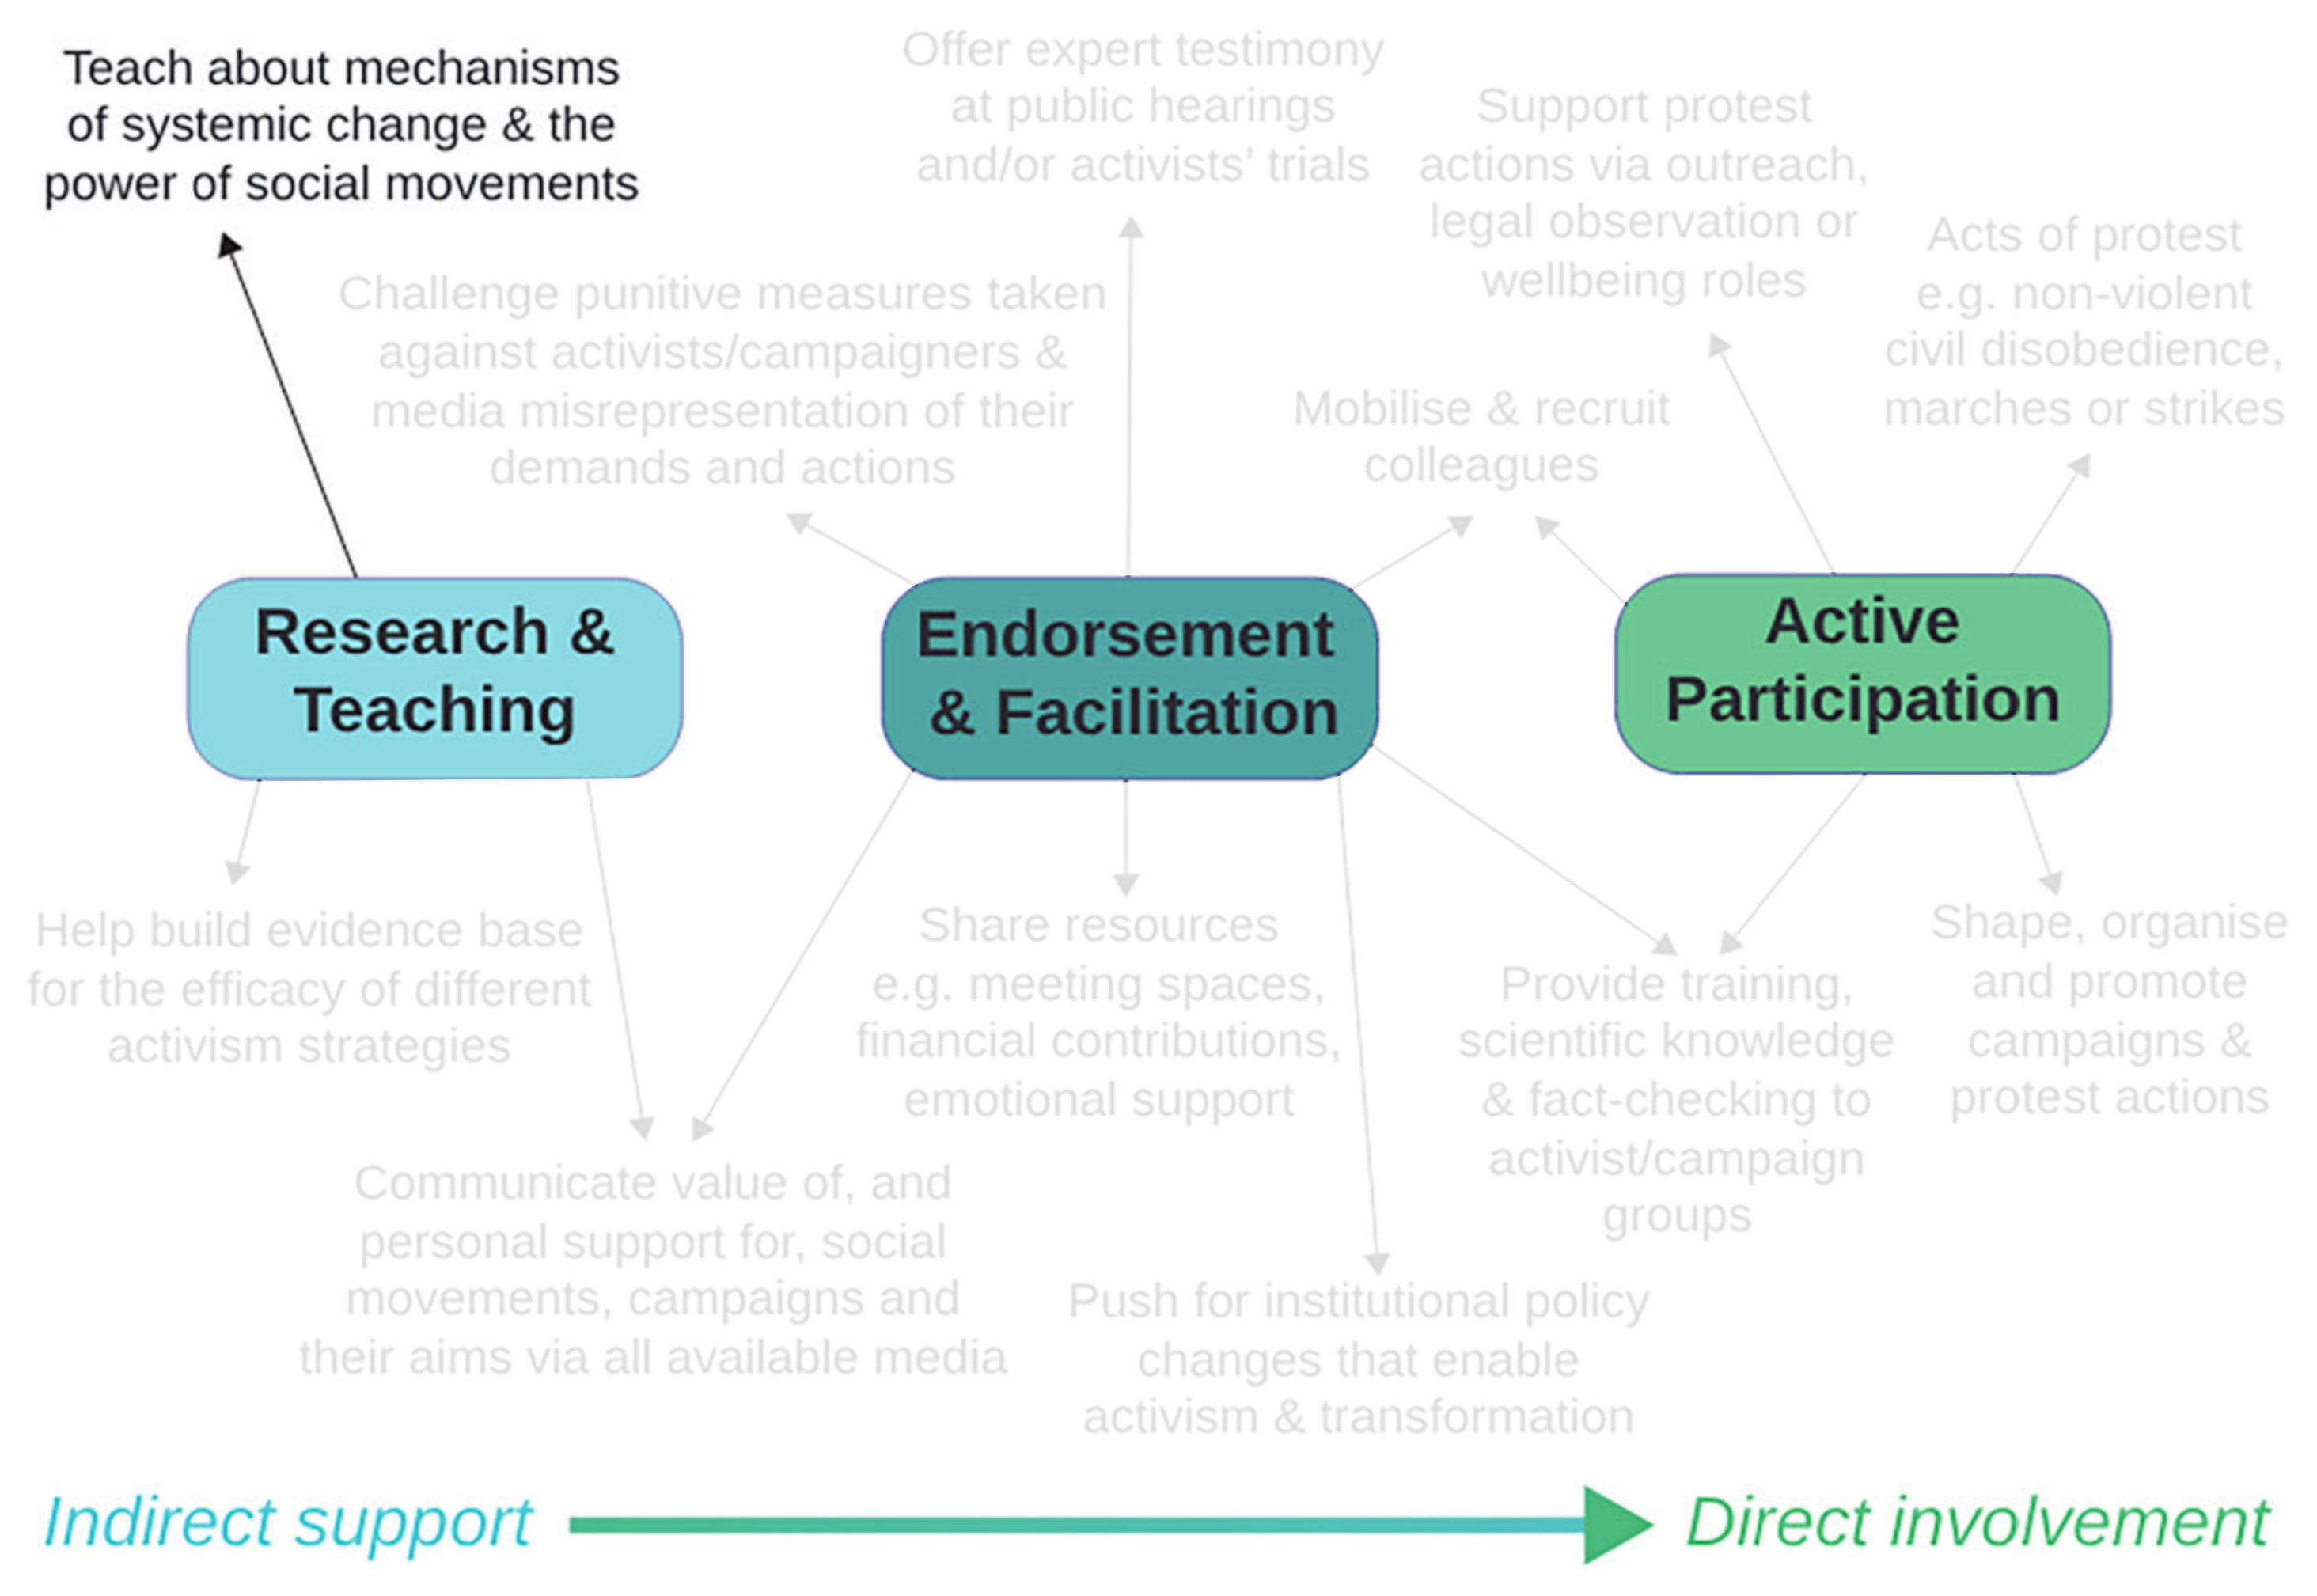 Teach about mechanisms
of systemic change & the
power of social movements
Offer expert testimony
at public hearings
and/or activists’ trials
Support protest
actions via outreach,
legal observation or
wellbeing roles
Acts of protest
e.g. non-violent
civil disobedience,
marches or strikes
Challenge punitive measures taken
against activists/campaigners &
media misrepresentation of their
demands and actions
Mobilise & recruit
colleagues
Research &
Teaching
Endorsement
& Facilitation
Active
Participation
Help build evidence base
for the efficacy of different
activism strategies
Share resources
e.g. meeting spaces,
financial contributions,
emotional support
Provide training,
scientific knowledge
& fact-checking to
activist/campaign
groups
Shape, organise
and promote
campaigns &
protest actions
Communicate value of, and
personal support for, social
movements, campaigns and
their aims via all available media
Push for institutional policy
changes that enable
activism & transformation
Indirect support
Direct involvement